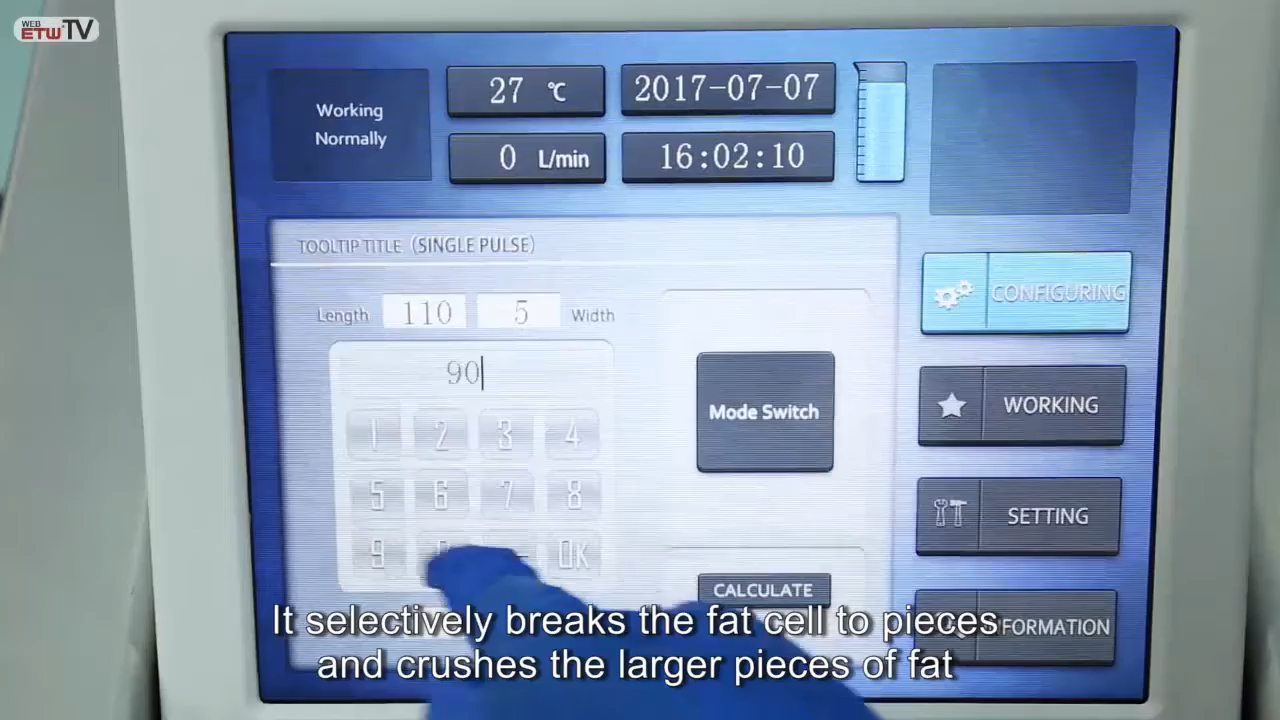 WEB
ETW TV
Working
Normally
27 ℃
2017-07-07
0 L/min
16:02:10
TOOLTIP TITLE (SINGLE PULSE)
Length 110 5 Width
90
1 2 3 4
5 6 7 8
9 0 OK
Mode Switch
CALCULATE
CONFIGURING
WORKING
SETTING
FORMATION
It selectively breaks the fat cell to pieces
and crushes the larger pieces of fat